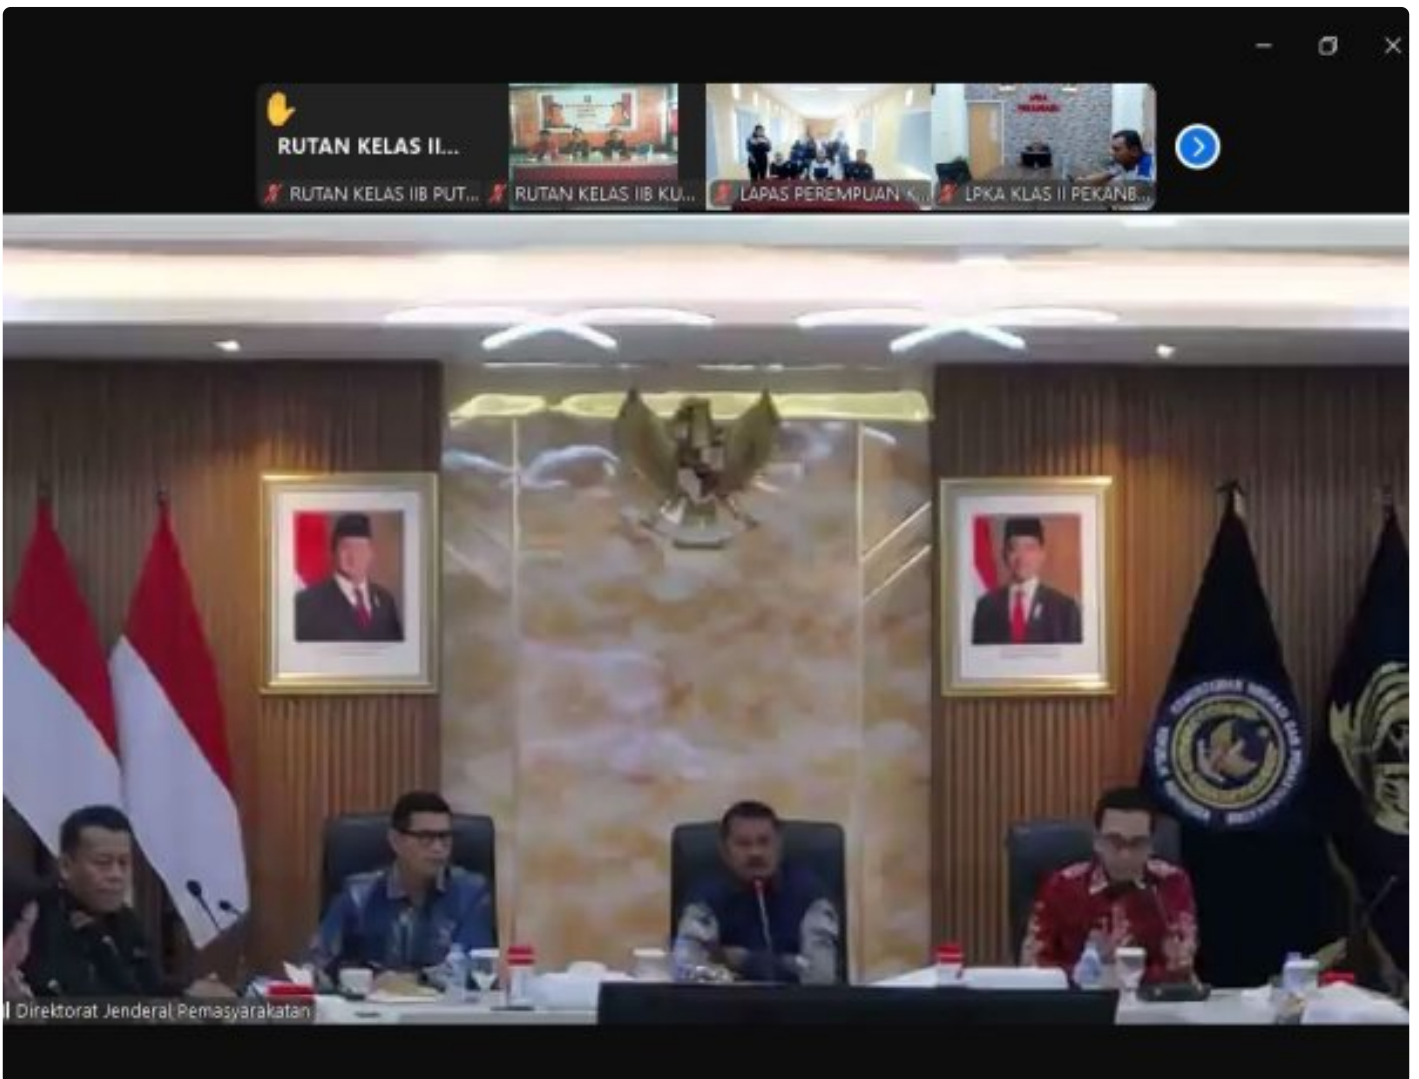 RUTAN KELAS II...
RUTAN KELAS IIB PUT...
RUTAN KELAS IIB KU...
LAPAS PEREMPUAN K...
LPKA KLAS II PEKANB...
Direktorat Jenderal Pemasyarakatan